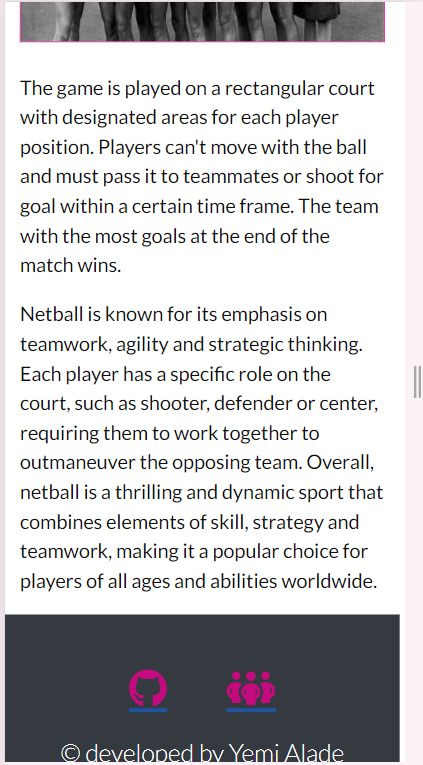 The game is played on a rectangular court
with designated areas for each player
position. Players can't move with the ball
and must pass it to teammates or shoot for
goal within a certain time frame. The team
with the most goals at the end of the
match wins.
Netball is known for its emphasis on
teamwork, agility and strategic thinking.
Each player has a specific role on the
court, such as shooter, defender or center,
requiring them to work together to
outmaneuver the opposing team. Overall,
netball is a thrilling and dynamic sport that
combines elements of skill, strategy and
teamwork, making it a popular choice for
players of all ages and abilities worldwide.
© developed by Yemi Alade